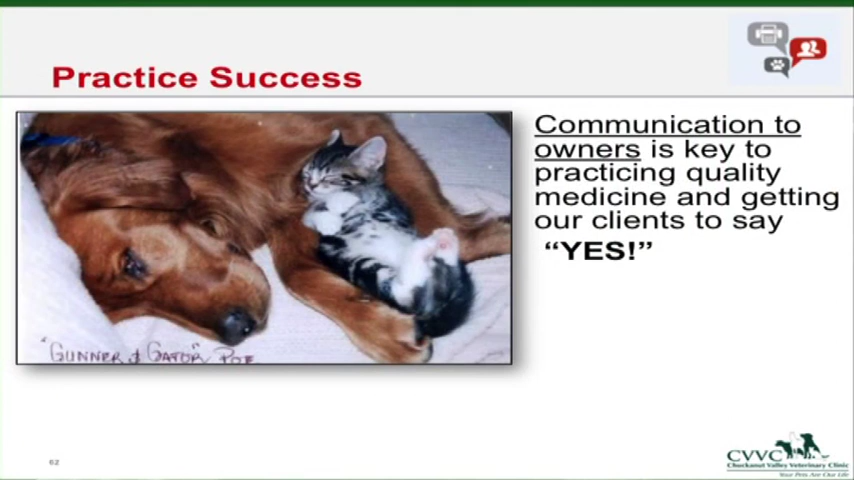 Practice Success
Communication to
owners is key to
practicing quality
medicine and getting
our clients to say
“YES!”
"GUNNER & GATOR" POE
62
CVVC
Chuckanut Valley Veterinary Clinic
Your Pets Are Our Life